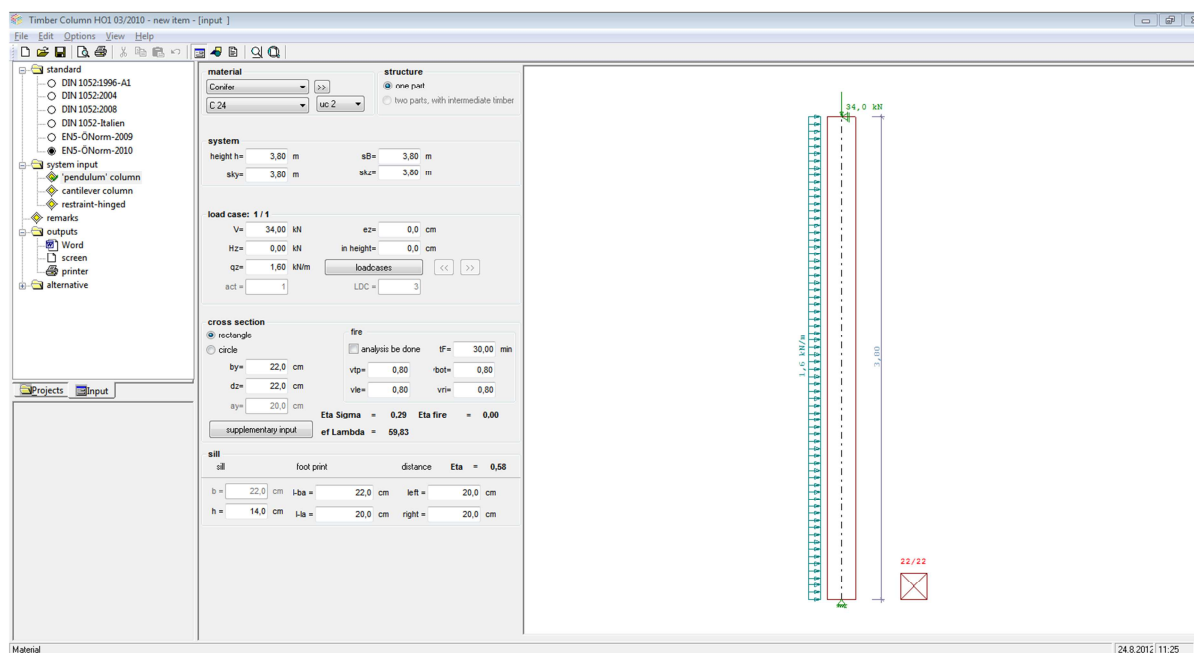 Timber Column HO1 03/2010 - new item - [input ]
File Edit Options View Help
standard
DIN 1052:1996-A1
DIN 1052:2004
DIN 1052:2008
DIN 1052-Italien
EN5-ÖNorm-2009
EN5-ÖNorm-2010
system input
'pendulum' column
cantilever column
restraint-hinged
remarks
outputs
Word
screen
printer
alternative
Projects Input
material
Conifer >>
C 24 uc 2
structure
one part
two parts, with intermediate timber
system
height h= 3,80 m sB= 3,80 m
sky= 3,80 m skz= 3,80 m
load case: 1 / 1
V= 34,00 kN ez= 0,0 cm
Hz= 0,00 kN in height= 0,0 cm
qz= 1,60 kN/m loadcases << >>
act = 1 LDC = 3
cross section
rectangle
circle
by= 22,0 cm
dz= 22,0 cm
ay= 20,0 cm
supplementary input
fire
analysis be done tF= 30,00 min
vtp= 0,80 vbot= 0,80
vle= 0,80 vri= 0,80
Eta Sigma = 0.29 Eta fire = 0.00
ef Lambda = 59,83
sill
sill foot print distance Eta = 0,58
b = 22,0 cm l-ba = 22,0 cm left = 20,0 cm
h = 14,0 cm l-la = 20,0 cm right = 20,0 cm
34,0 kN
1,6 kN/m
22/22
Material 24.8.2012 11:25